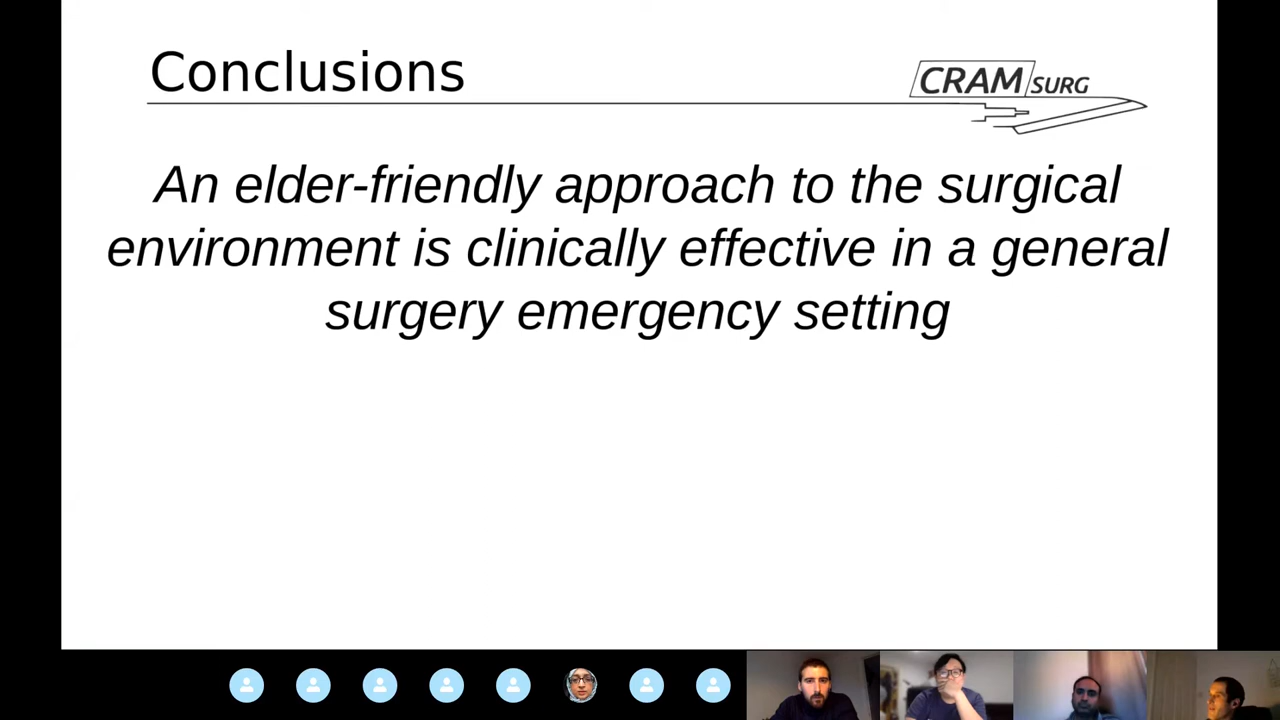 Conclusions
CRAM SURG
An elder-friendly approach to the surgical
environment is clinically effective in a general
surgery emergency setting